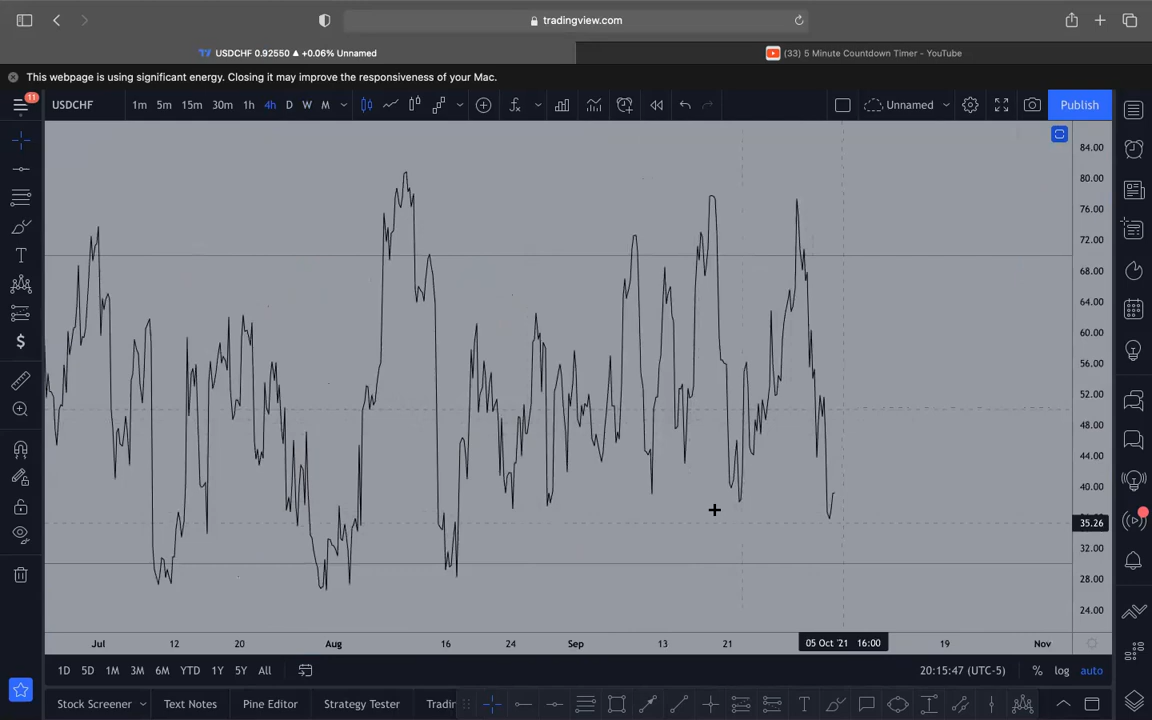 tradingview.com
USDCHF 0.92550 ▲ +0.06% Unnamed
(33) 5 Minute Countdown Timer - YouTube
This webpage is using significant energy. Closing it may improve the responsiveness of your Mac.
11
USDCHF 1m 5m 15m 30m 1h 4h D W M Unnamed Publish
84.00
80.00
76.00
72.00
68.00
64.00
60.00
56.00
52.00
48.00
44.00
40.00
35.26
32.00
28.00
24.00
Jul 12 20 Aug 16 24 Sep 13 21 05 Oct '21 16:00 19 Nov
1D 5D 1M 3M 6M YTD 1Y 5Y All 20:15:47 (UTC-5) % log auto
Stock Screener Text Notes Pine Editor Strategy Tester Tradin